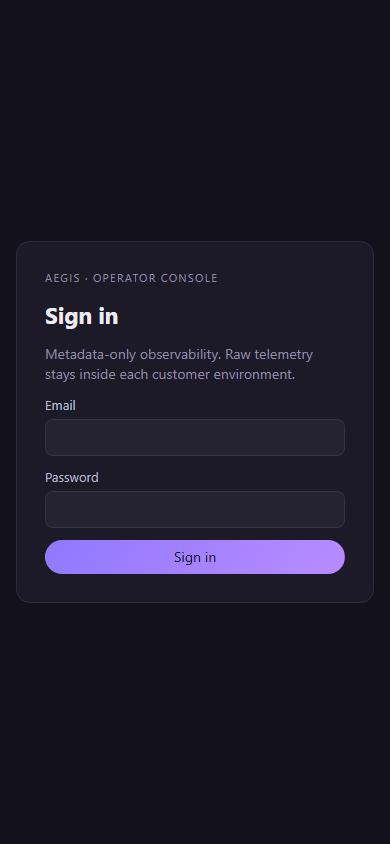 AEGIS · OPERATOR CONSOLE
Sign in
Metadata-only observability. Raw telemetry
stays inside each customer environment.
Email
Password
Sign in